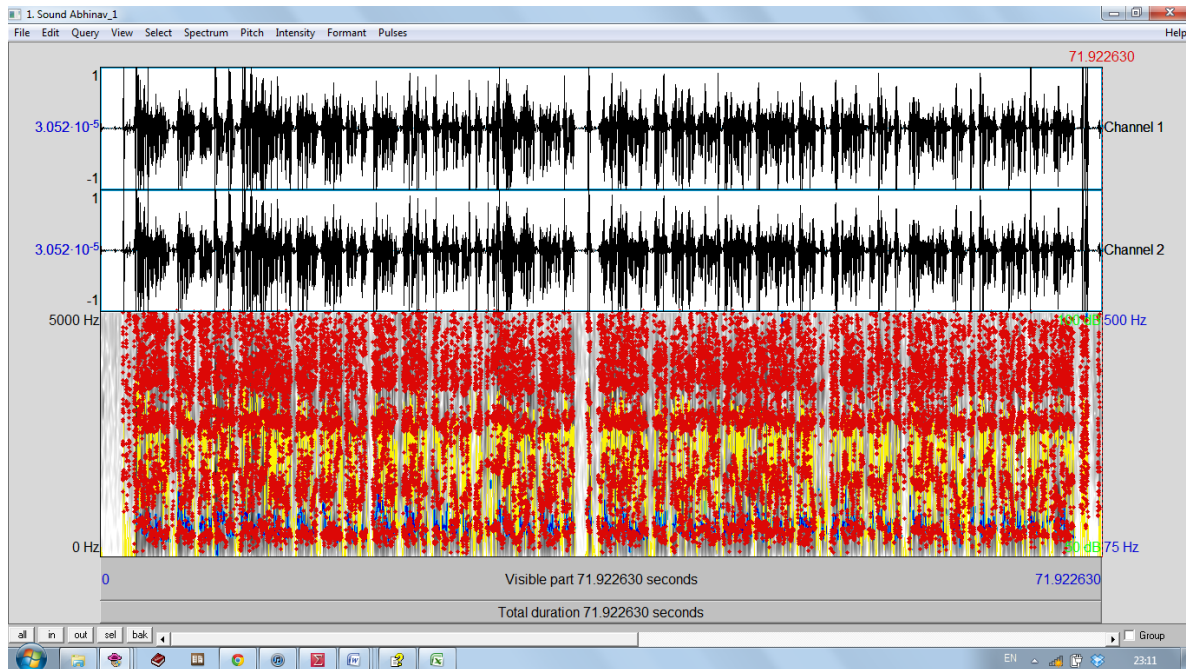 1. Sound Abhinav_1
File Edit Query View Select Spectrum Pitch Intensity Formant Pulses Help
71.922630
1
3.052·10-5
Channel 1
-1
1
3.052·10-5
Channel 2
-1
5000 Hz
500 Hz
0 Hz
dB 75 Hz
0
Visible part 71.922630 seconds
71.922630
Total duration 71.922630 seconds
all in out sel bak
Group
EN
23:11